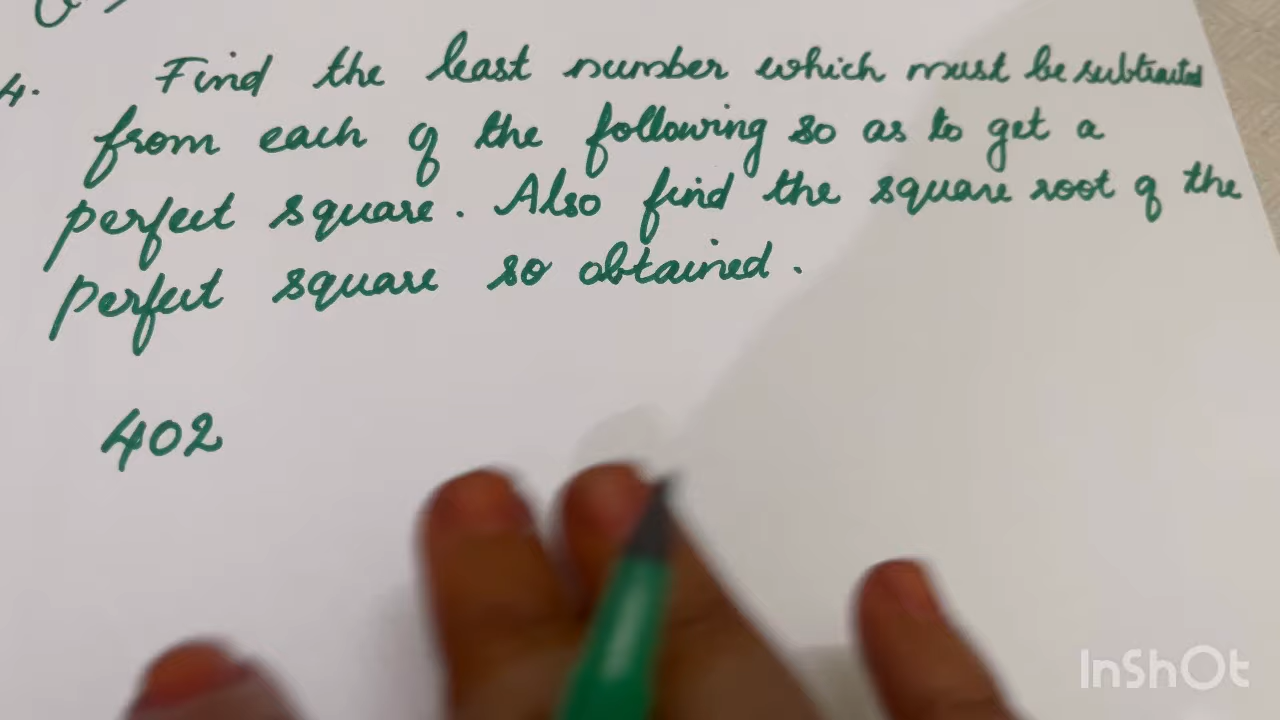 4. Find the least number which must be subtracted
from each of the following so as to get a
perfect square. Also find the square root of the
perfect square so obtained.
402
InShOt